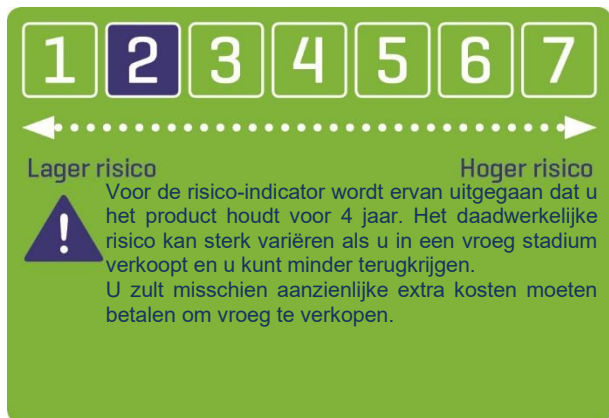 1 2 3 4 5 6 7
Lager risico Hoger risico
Voor de risico-indicator wordt ervan uitgegaan dat u
het product houdt voor 4 jaar. Het daadwerkelijke
risico kan sterk variëren als u in een vroeg stadium
verkoopt en u kunt minder terugkrijgen.
U zult misschien aanzienlijke extra kosten moeten
betalen om vroeg te verkopen.